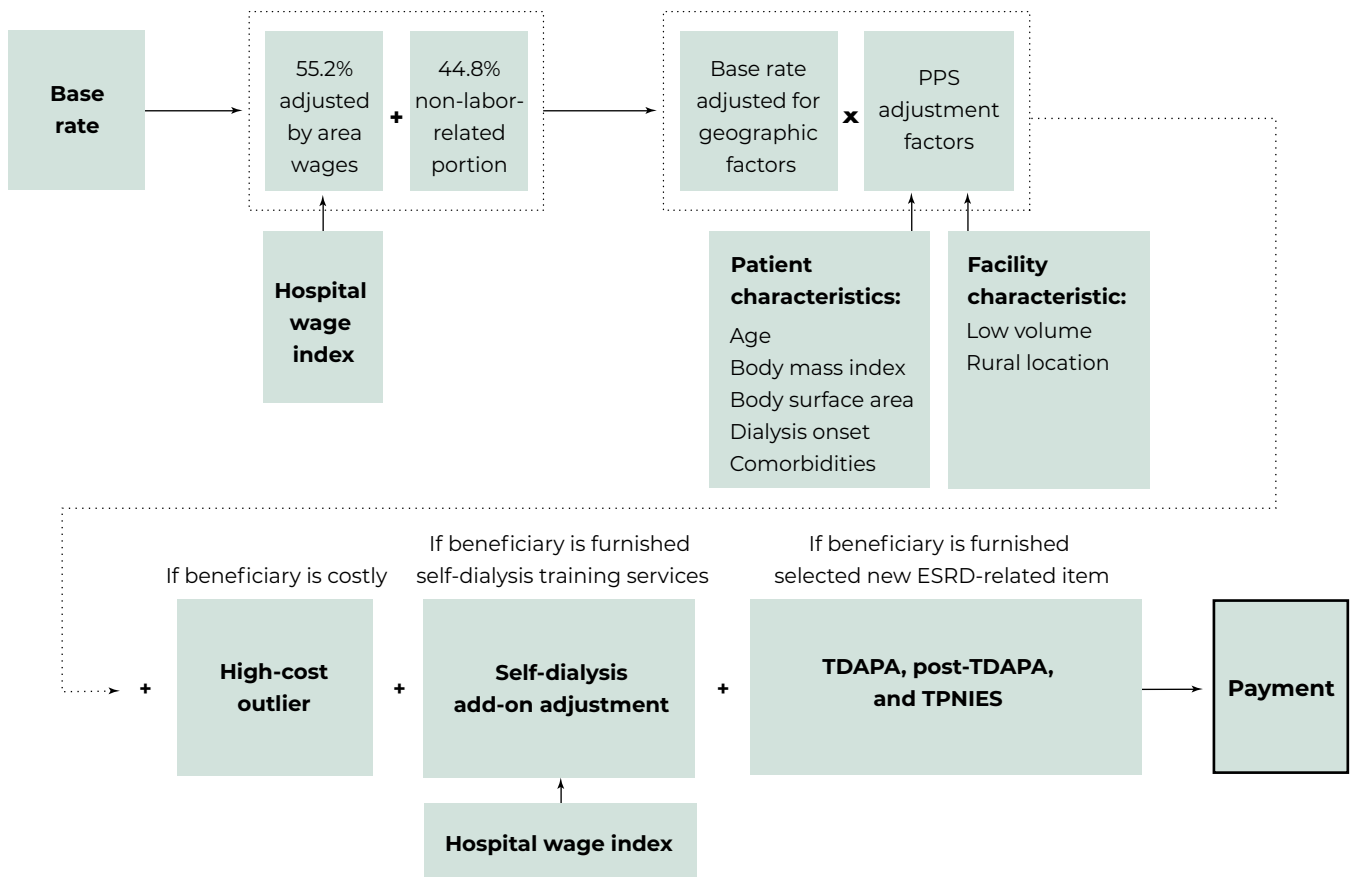 Base
rate
55.2%
adjusted
by area
wages
+
44.8%
non-labor-
related
portion
Base rate
adjusted for
geographic
factors
x
PPS
adjustment
factors
Hospital
wage
index
Patient
characteristics:
Age
Body mass index
Body surface area
Dialysis onset
Comorbidities
Facility
characteristic:
Low volume
Rural location
If beneficiary is costly
If beneficiary is furnished
self-dialysis training services
If beneficiary is furnished
selected new ESRD-related item
+
High-cost
outlier
+
Self-dialysis
add-on adjustment
+
TDAPA, post-TDAPA,
and TPNIES
Payment
Hospital wage index